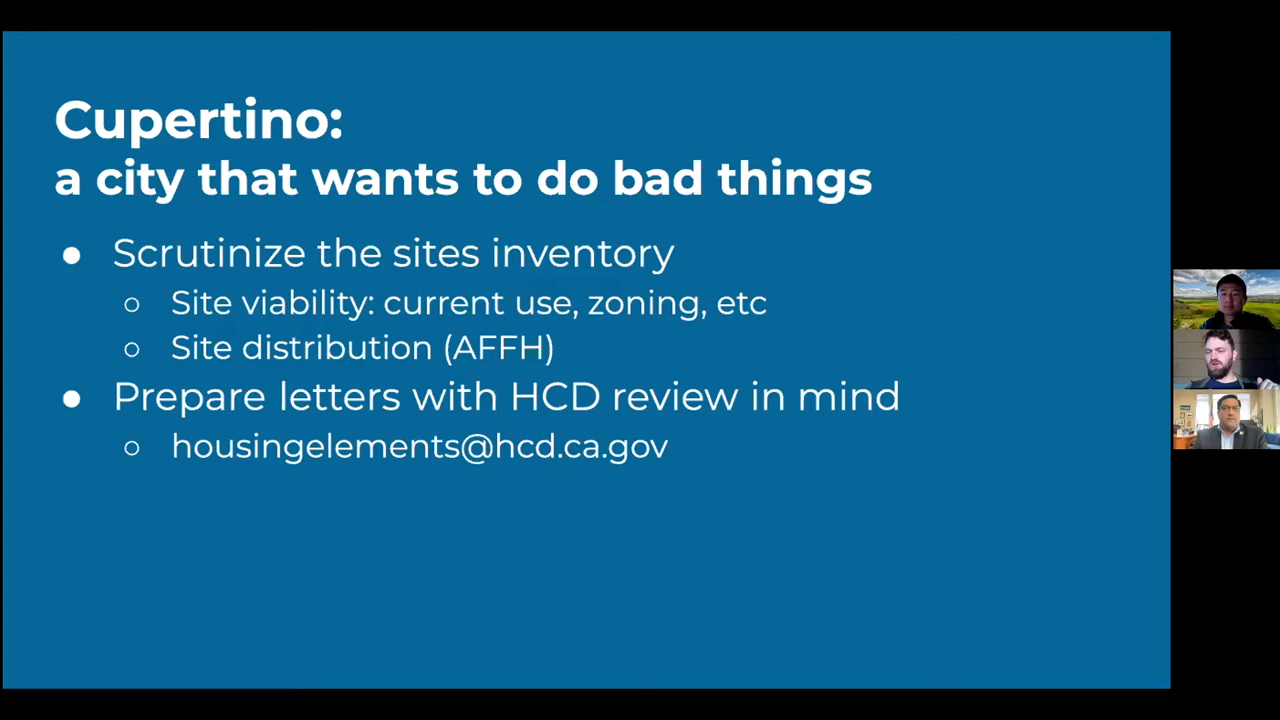 Cupertino:
a city that wants to do bad things
● Scrutinize the sites inventory
○ Site viability: current use, zoning, etc
○ Site distribution (AFFH)
● Prepare letters with HCD review in mind
○ housingelements@hcd.ca.gov